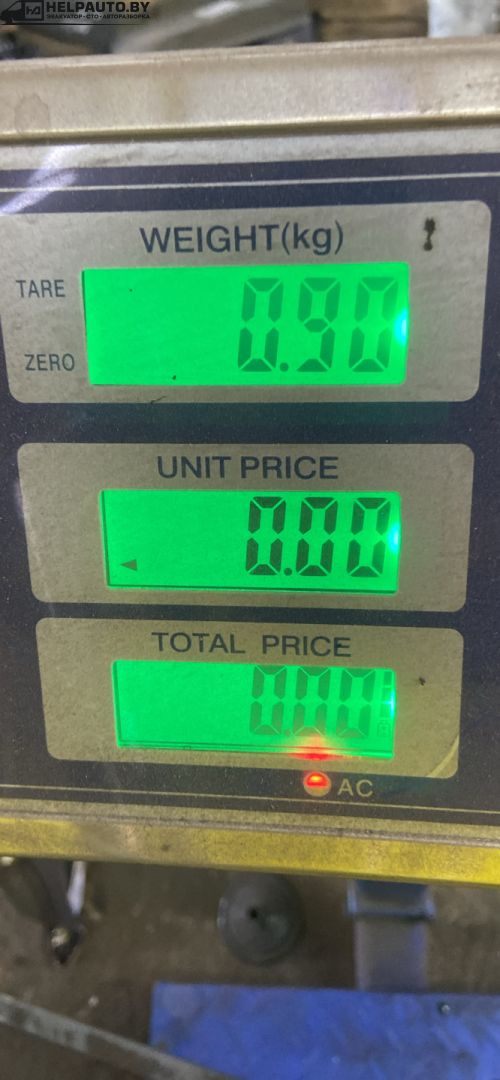 HELPAUTO.BY
ЭВАКУАТОР•СТО•АВТОРАЗБОРКА
WEIGHT(kg)
TARE
0.90
ZERO
UNIT PRICE
0.00
TOTAL PRICE
0.00
AC